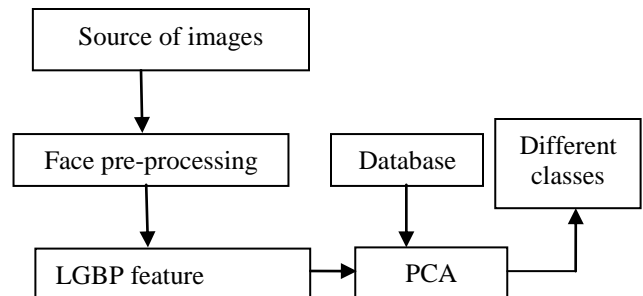 Source of images
Face pre-processing
Database
Different
classes
LGBP feature
PCA